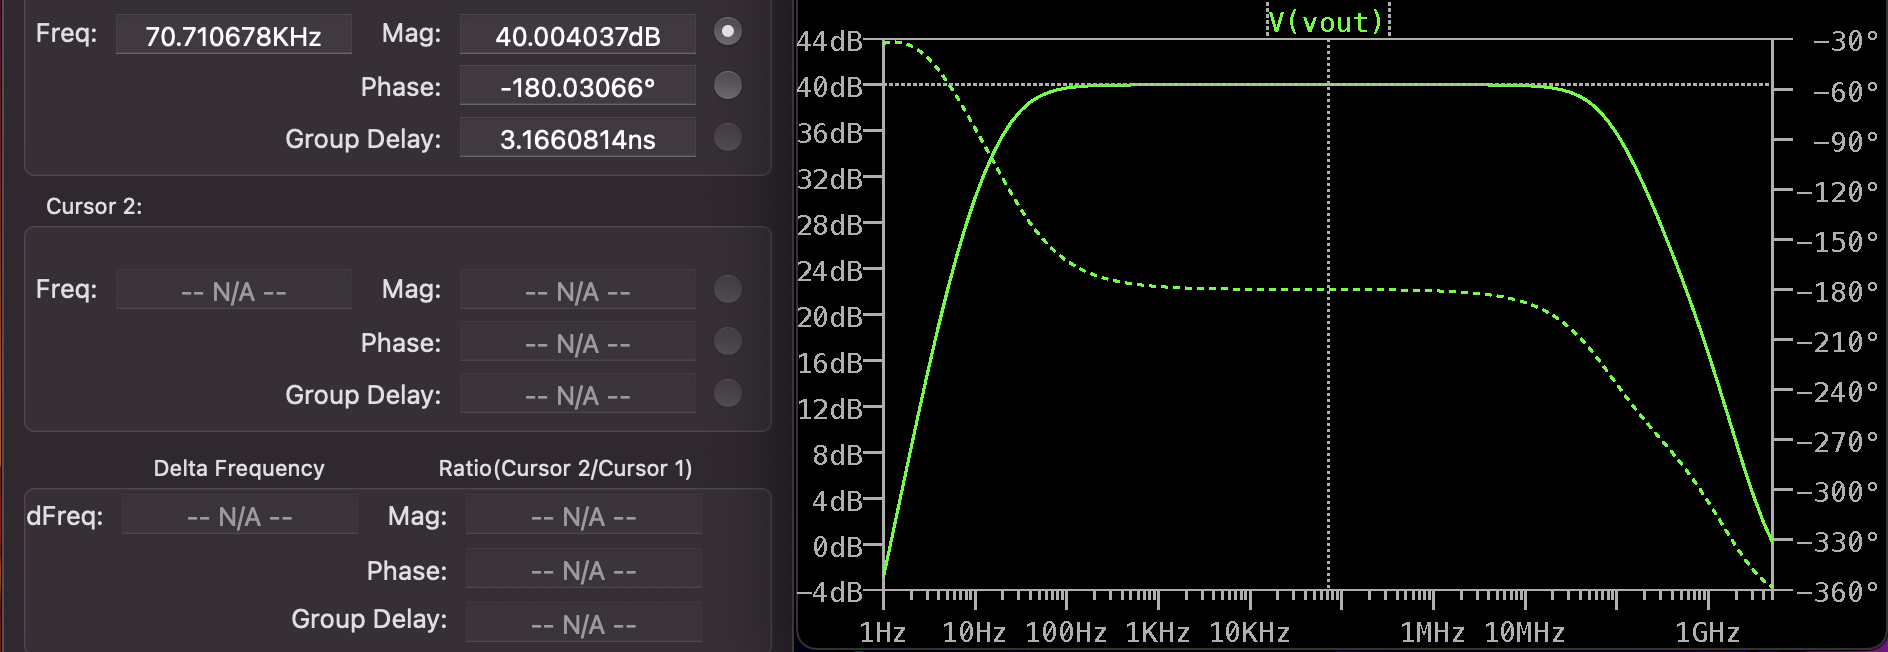 Freq: 70.710678KHz Mag: 40.004037dB
Phase: -180.03066°
Group Delay: 3.1660814ns
Cursor 2:
Freq: -- N/A -- Mag: -- N/A --
Phase: -- N/A --
Group Delay: -- N/A --
Delta Frequency Ratio(Cursor 2/Cursor 1)
dFreq: -- N/A -- Mag: -- N/A --
Phase: -- N/A --
Group Delay: -- N/A --
V(vout)
44dB
40dB
36dB
32dB
28dB
24dB
20dB
16dB
12dB
8dB
4dB
0dB
-4dB
-30°
-60°
-90°
-120°
-150°
-180°
-210°
-240°
-270°
-300°
-330°
-360°
1Hz 10Hz 100Hz 1KHz 10KHz 1MHz 10MHz 1GHz